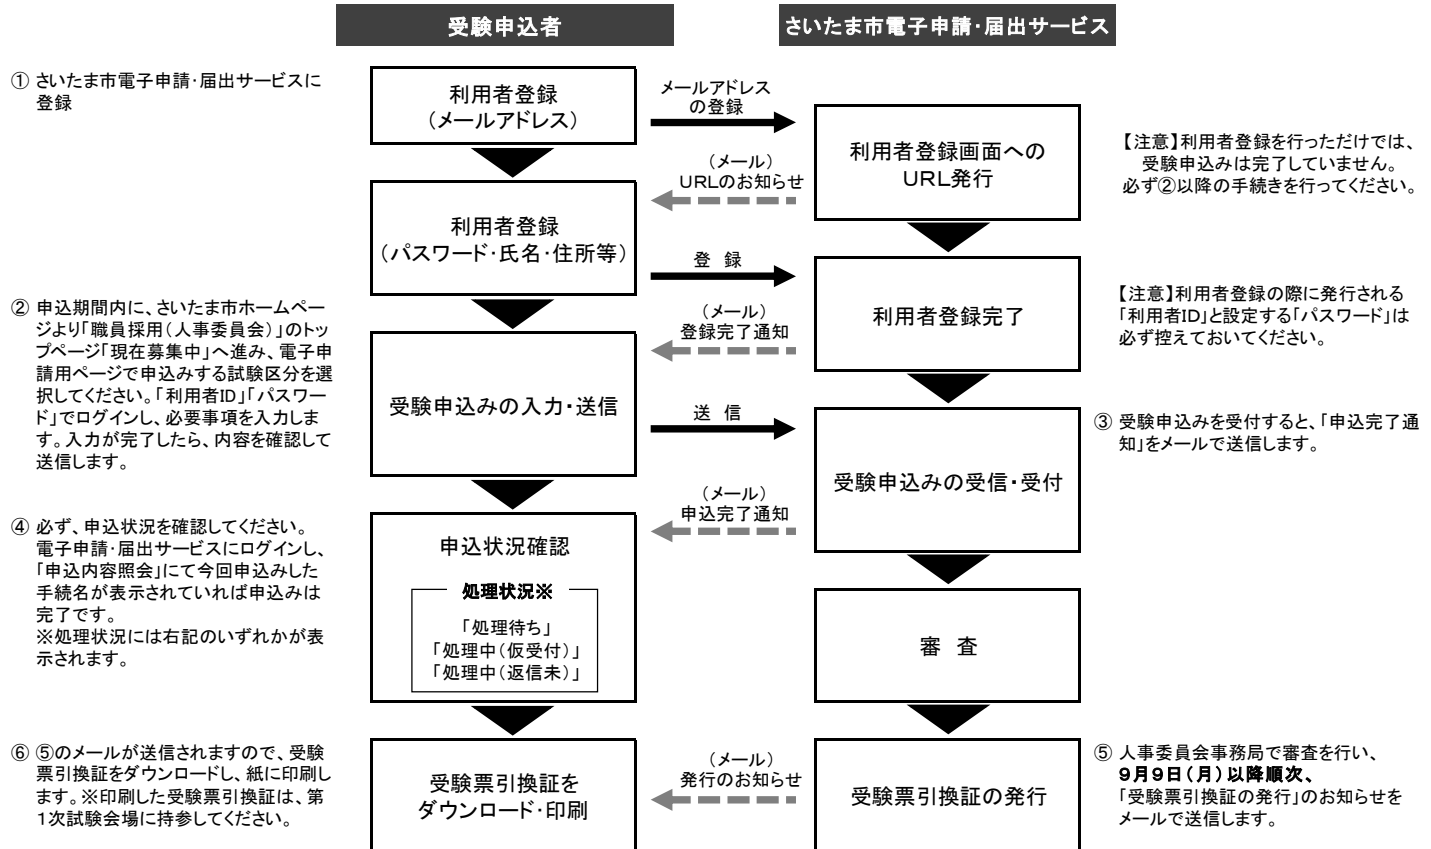 受験申込者
さいたま市電子申請・届出サービス
① さいたま市電子申請・届出サービスに
登録
利用者登録
（メールアドレス）
メールアドレス
の登録
利用者登録画面への
ＵＲＬ発行
【注意】利用者登録を行っただけでは、
受験申込みは完了していません。
必ず②以降の手続きを行ってください。
（メール）
ＵＲＬのお知らせ
利用者登録
（パスワード・氏名・住所等）
登　録
② 申込期間内に、さいたま市ホームペー
ジより「職員採用（人事委員会）」のトッ
プページ「現在募集中」へ進み、電子申
請用ページで申込みする試験区分を選
択してください。「利用者ID」「パスワー
ド」でログインし、必要事項を入力しま
す。入力が完了したら、内容を確認して
送信します。
（メール）
登録完了通知
利用者登録完了
【注意】利用者登録の際に発行される
「利用者ID」と設定する「パスワード」は
必ず控えておいてください。
受験申込みの入力・送信
送　信
受験申込みの受信・受付
③ 受験申込みを受付すると、「申込完了通
知」をメールで送信します。
（メール）
申込完了通知
④ 必ず、申込状況を確認してください。
電子申請・届出サービスにログインし、
「申込内容照会」にて今回申込みした
手続名が表示されていれば申込みは
完了です。
※処理状況には右記のいずれかが表
示されます。
申込状況確認
処理状況※
「処理待ち」
「処理中（仮受付）」
「処理中（返信未）」
審　査
⑥ ⑤のメールが送信されますので、受験
票引換証をダウンロードし、紙に印刷し
ます。※印刷した受験票引換証は、第
１次試験会場に持参してください。
受験票引換証を
ダウンロード・印刷
（メール）
発行のお知らせ
受験票引換証の発行
⑤ 人事委員会事務局で審査を行い、
９月９日（月）以降順次、
「受験票引換証の発行」のお知らせを
メールで送信します。